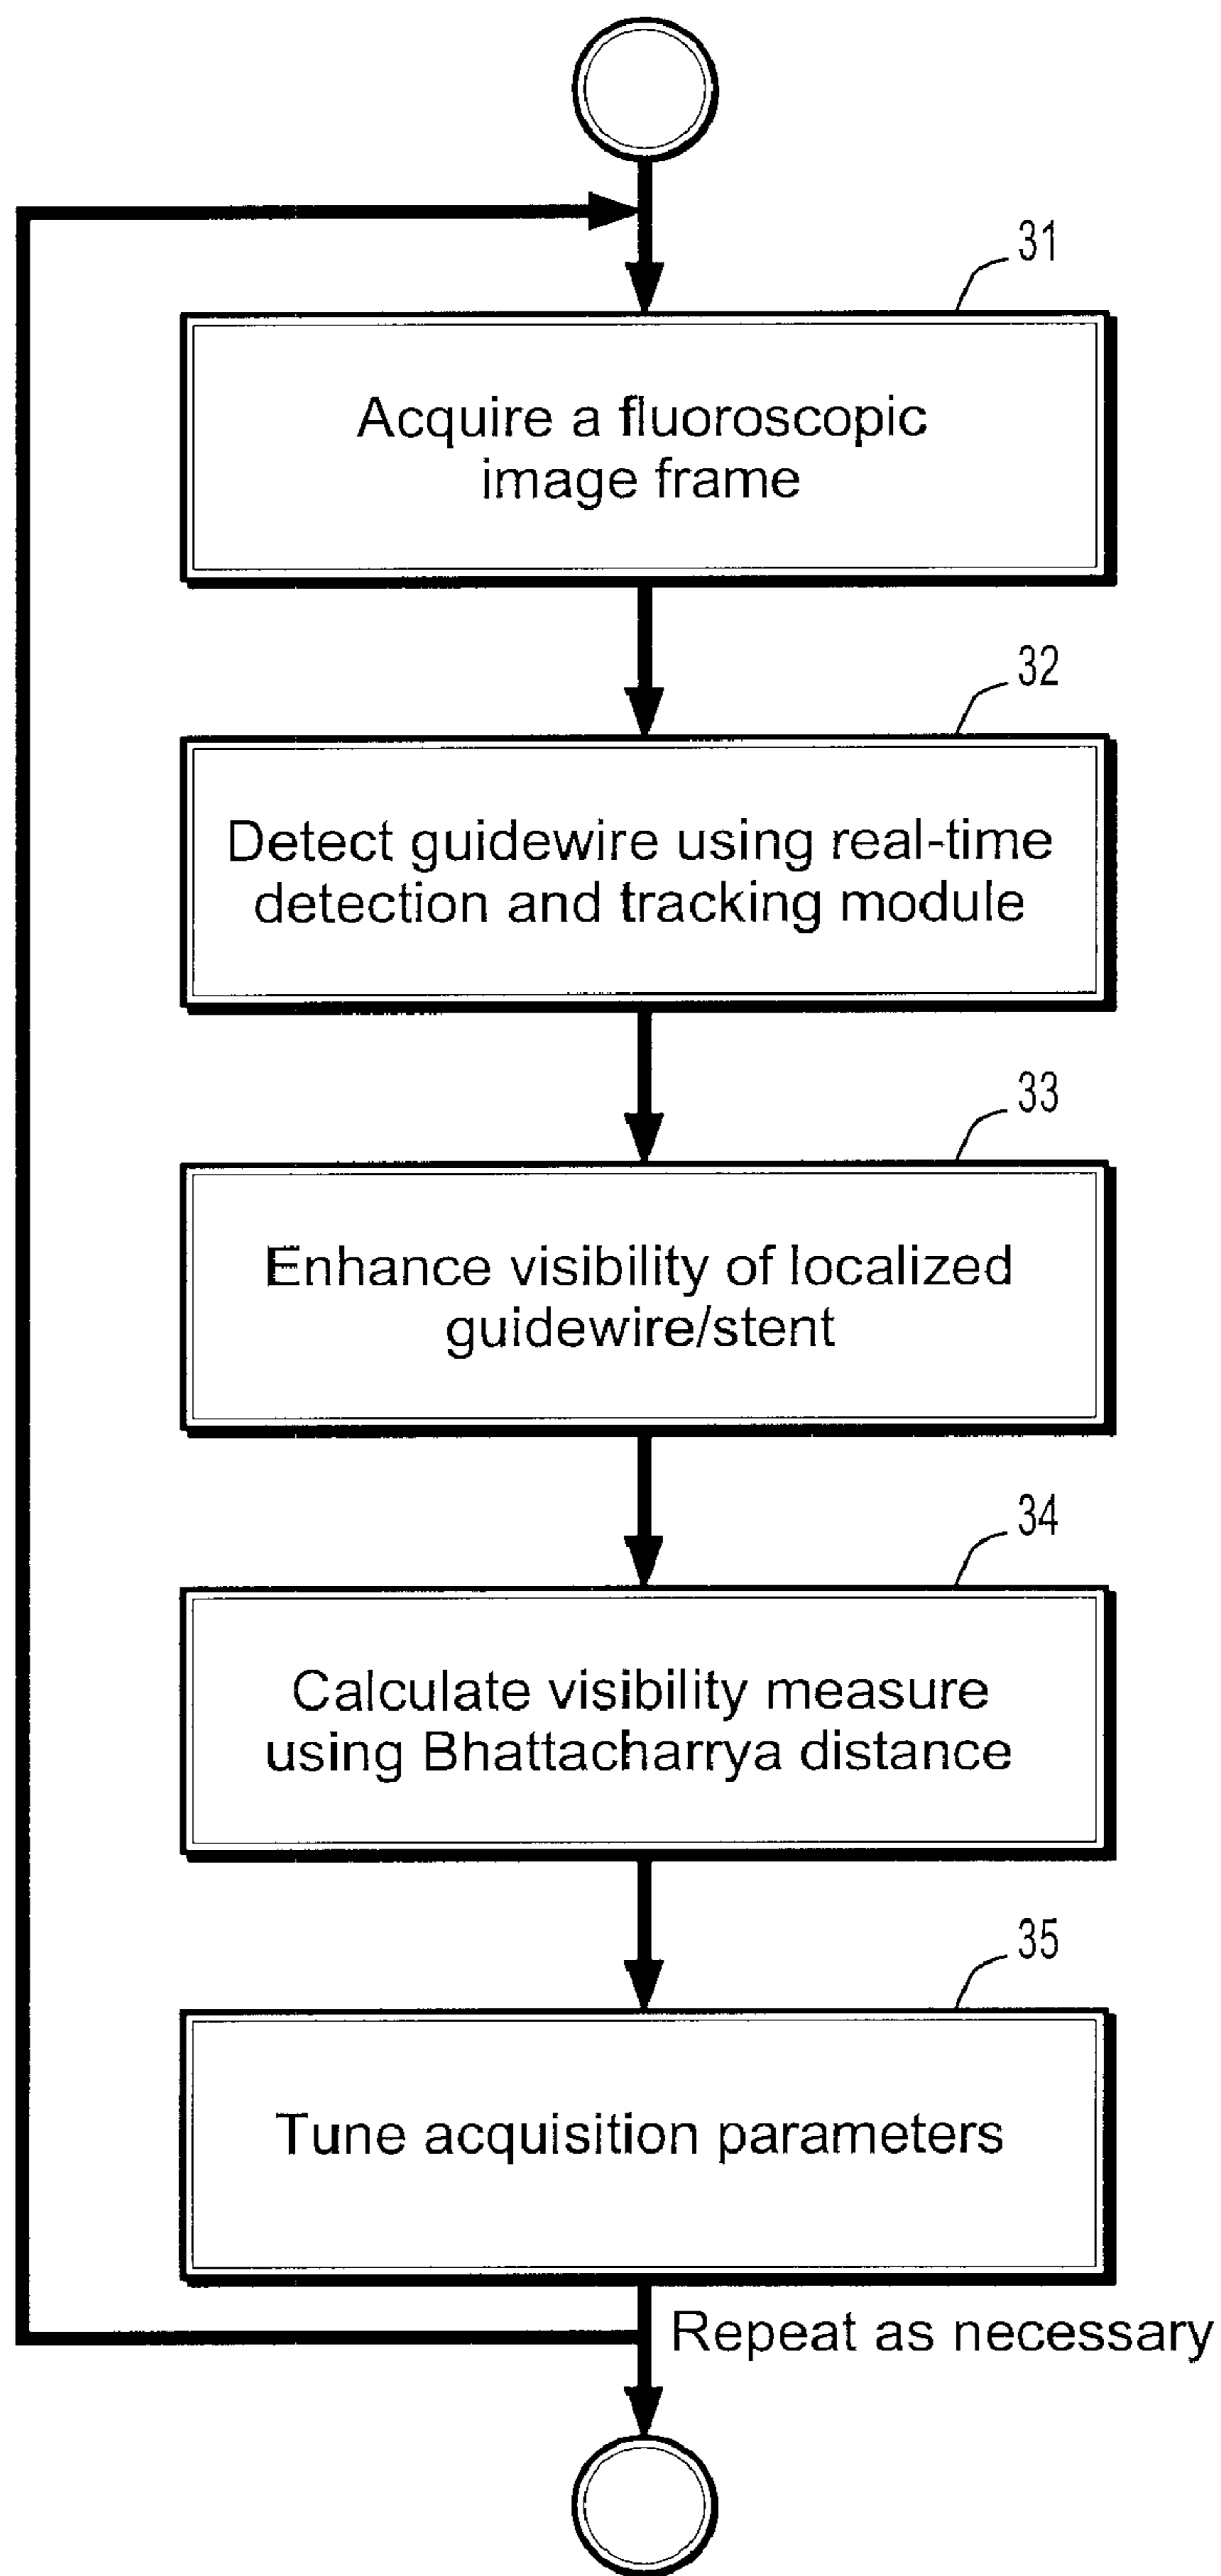 31
Acquire a fluoroscopic
image frame
32
Detect guidewire using real-time
detection and tracking module
33
Enhance visibility of localized
guidewire/stent
34
Calculate visibility measure
using Bhattacharrya distance
35
Tune acquisition parameters
Repeat as necessary